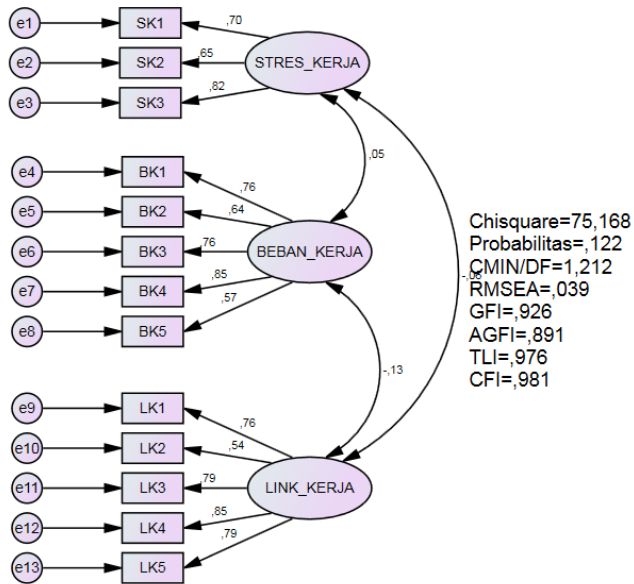 e1 SK1 ,70
e2 SK2 ,65 STRES_KERJA
e3 SK3 ,82
,05
e4 BK1 ,76
e5 BK2 ,64
e6 BK3 ,76 BEBAN_KERJA
e7 BK4 ,85
e8 BK5 ,57
-,13
e9 LK1 ,76
e10 LK2 ,54
e11 LK3 ,79 LINK_KERJA
e12 LK4 ,85
e13 LK5 ,79
Chisquare=75,168
Probabilitas=,122
CMIN/DF=1,212
RMSEA=,039
GFI=,926
AGFI=,891
TLI=,976
CFI=,981